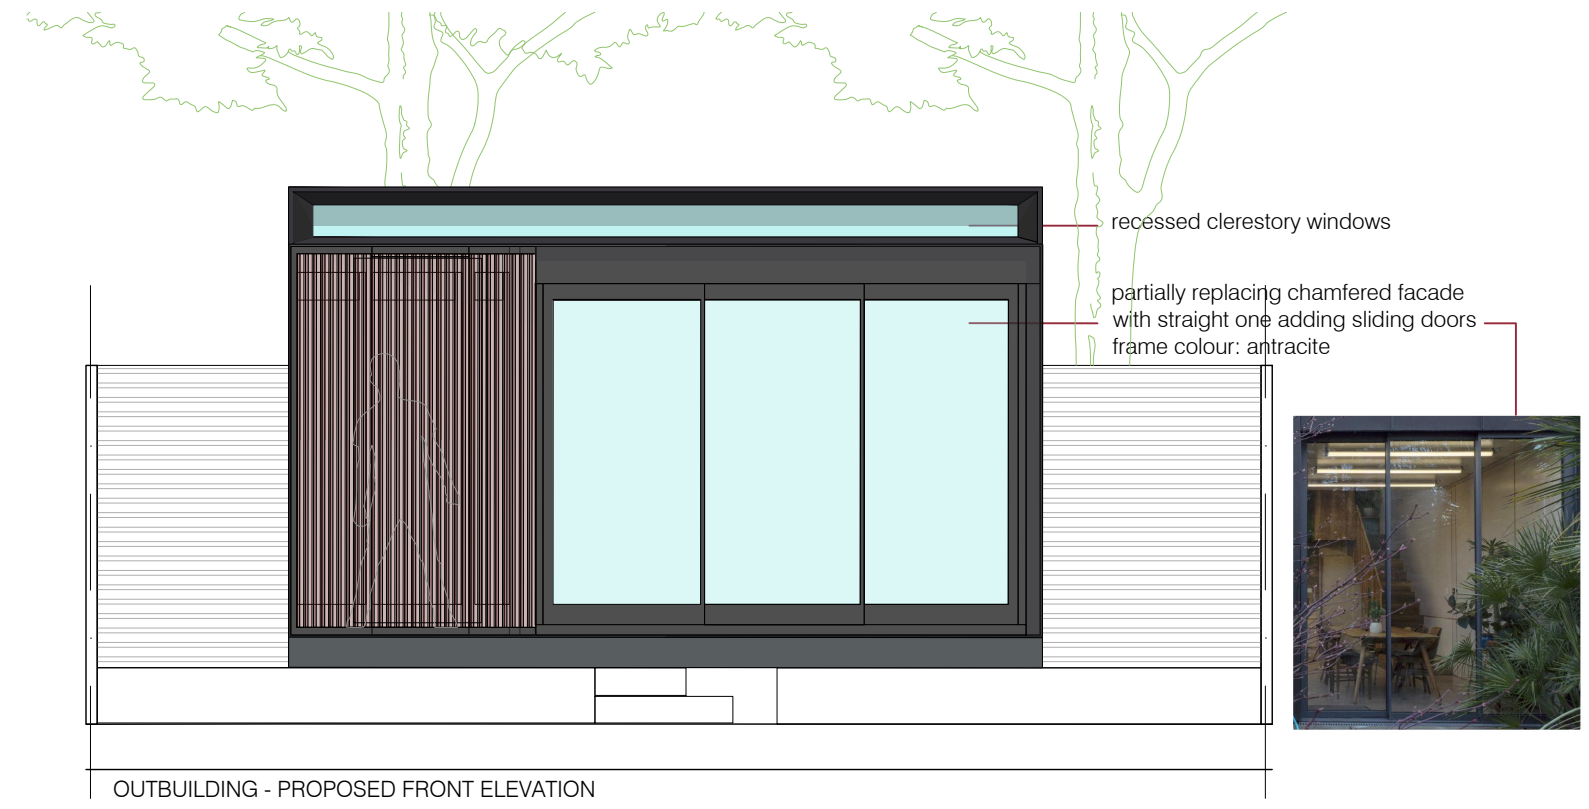 recessed clerestory windows
partially replacing chamfered facade
with straight one adding sliding doors
frame colour: antracite
OUTBUILDING - PROPOSED FRONT ELEVATION